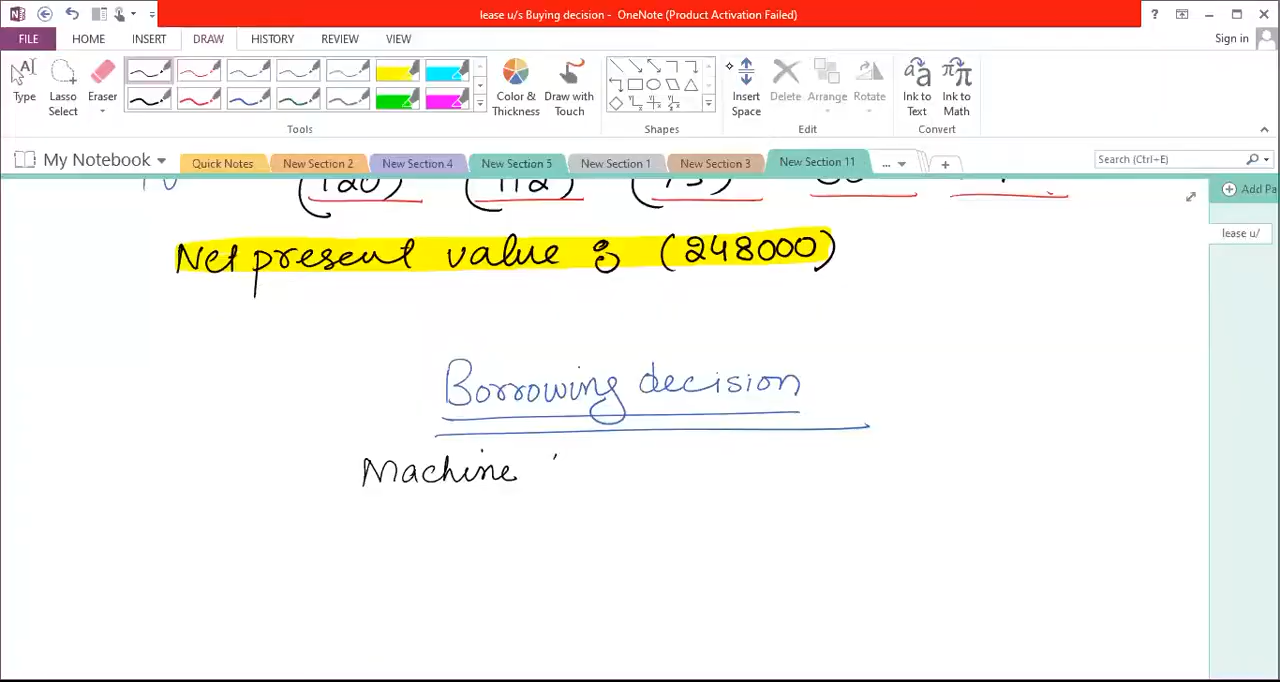 lease u/s Buying decision - OneNote (Product Activation Failed)
FILE HOME INSERT DRAW HISTORY REVIEW VIEW
Sign in
Type
Lasso Select
Eraser
Color & Thickness
Draw with Touch
Insert Space
Delete
Arrange
Rotate
Ink to Text
Ink to Math
Tools Shapes Edit Convert
My Notebook Quick Notes New Section 2 New Section 4 New Section 5 New Section 1 New Section 3 New Section 11 ...
Search (Ctrl+E)
Add Pa
lease u/
(120) (112) (75)
Net present value : (248000)
Borrowing decision
Machine